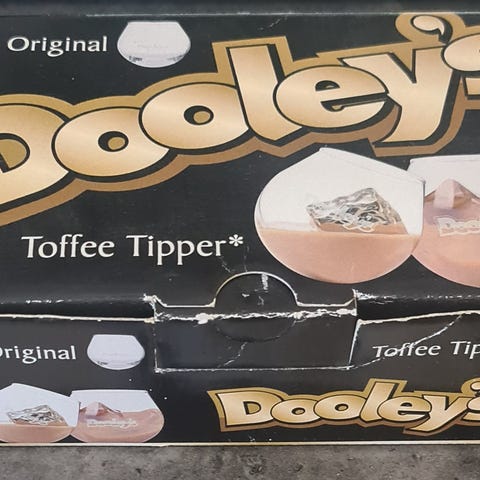 Original
Dooley's
Toffee Tipper*
Original
Toffee Tip
Dooley's